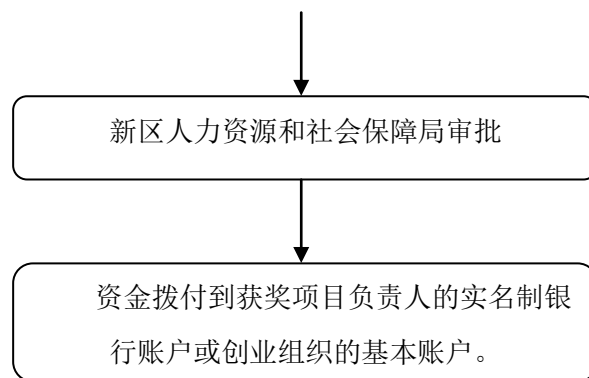 新区人力资源和社会保障局审批
资金拨付到获奖项目负责人的实名制银
行账户或创业组织的基本账户。